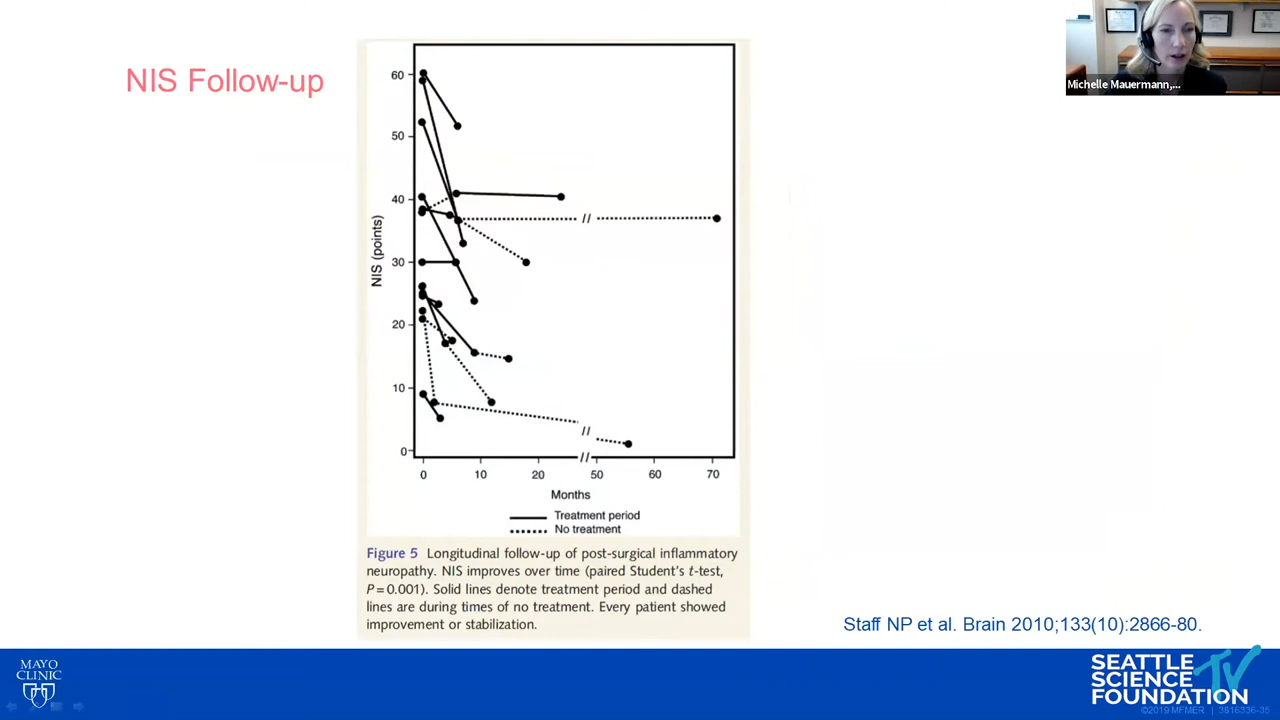 NIS Follow-up
Michelle Mauermann,...
60
50
40
30
20
10
0
NIS (points)
//
//
//
0
10
20
50
60
70
Months
Treatment period
No treatment
Figure 5 Longitudinal follow-up of post-surgical inflammatory
neuropathy. NIS improves over time (paired Student's t-test,
P = 0.001). Solid lines denote treatment period and dashed
lines are during times of no treatment. Every patient showed
improvement or stabilization.
Staff NP et al. Brain 2010;133(10):2866-80.
MAYO
CLINIC
SEATTLE
SCIENCE
FOUNDATION
TV
©2019 MFMER | 3816336-35